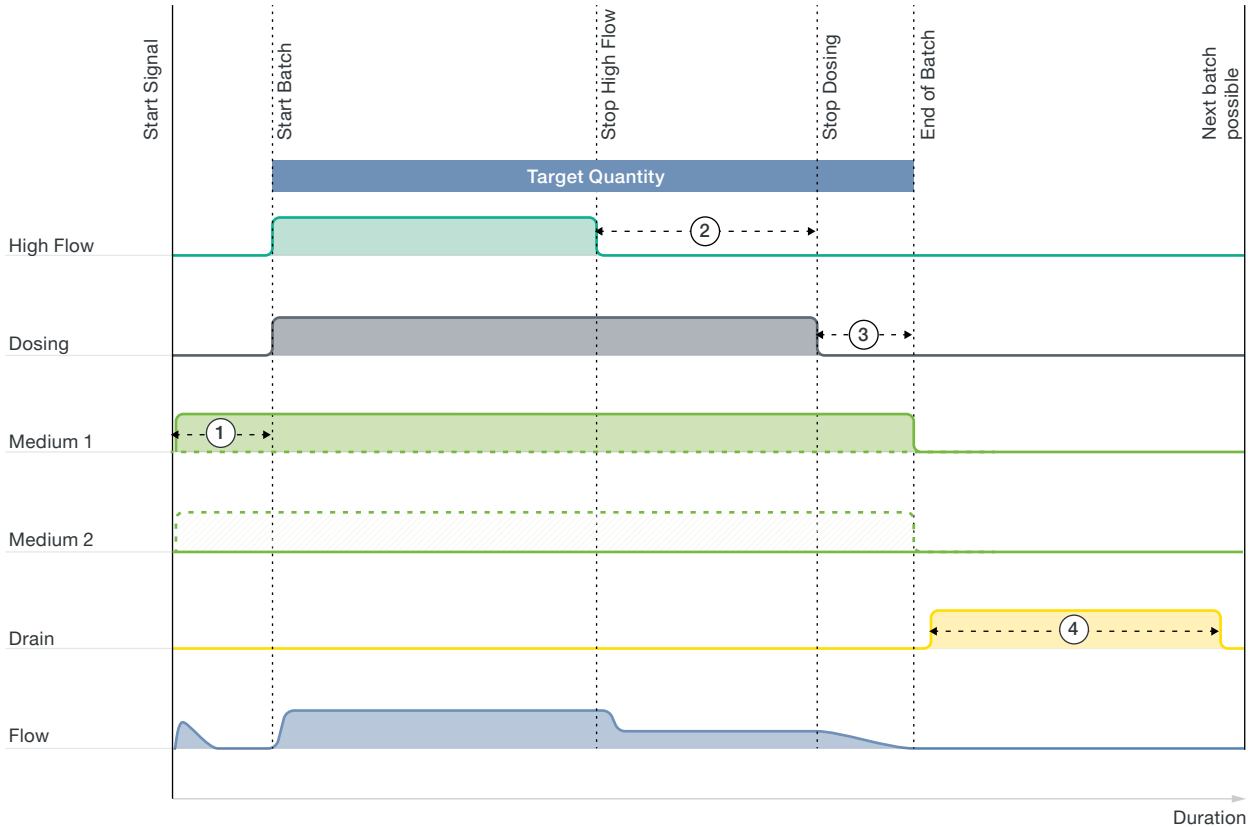 Start Signal
Start Batch
Stop High Flow
Stop Dosing
End of Batch
Next batch
possible
Target Quantity
High Flow
2
Dosing
3
Medium 1
1
Medium 2
Drain
4
Flow
Duration